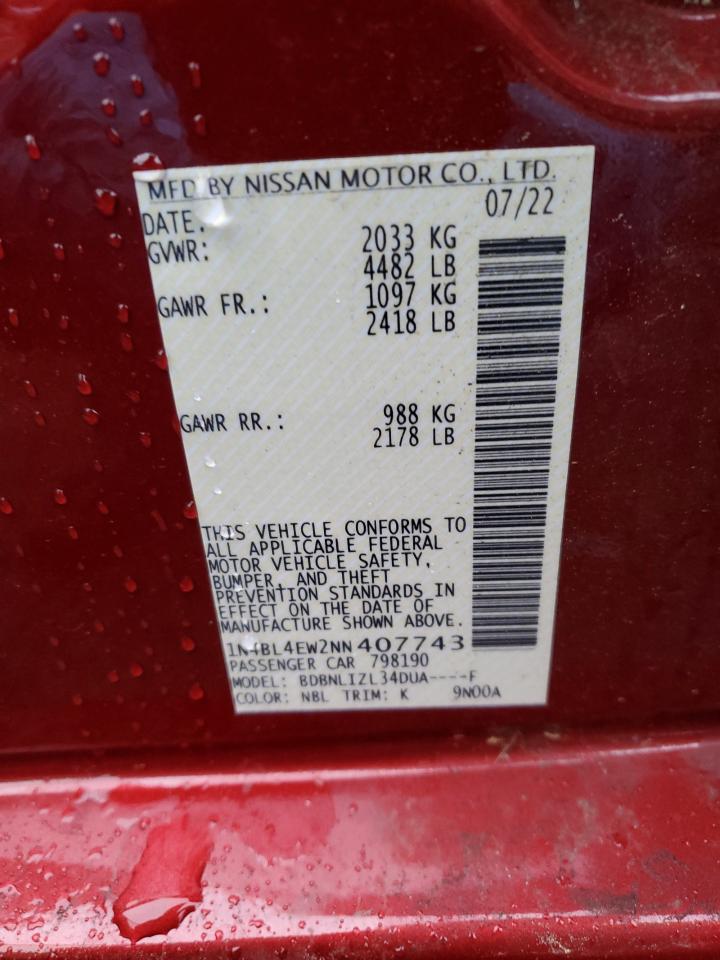 MFD BY NISSAN MOTOR CO., LTD.
DATE: 07/22
GVWR: 2033 KG
4482 LB
GAWR FR.: 1097 KG
2418 LB
GAWR RR.: 988 KG
2178 LB
THIS VEHICLE CONFORMS TO
ALL APPLICABLE FEDERAL
MOTOR VEHICLE SAFETY,
BUMPER, AND THEFT
PREVENTION STANDARDS IN
EFFECT ON THE DATE OF
MANUFACTURE SHOWN ABOVE.
1N4BL4EW2NN407743
PASSENGER CAR 798190
MODEL: BDBNLIZL34DUA----F
COLOR: NBL TRIM: K 9N00A